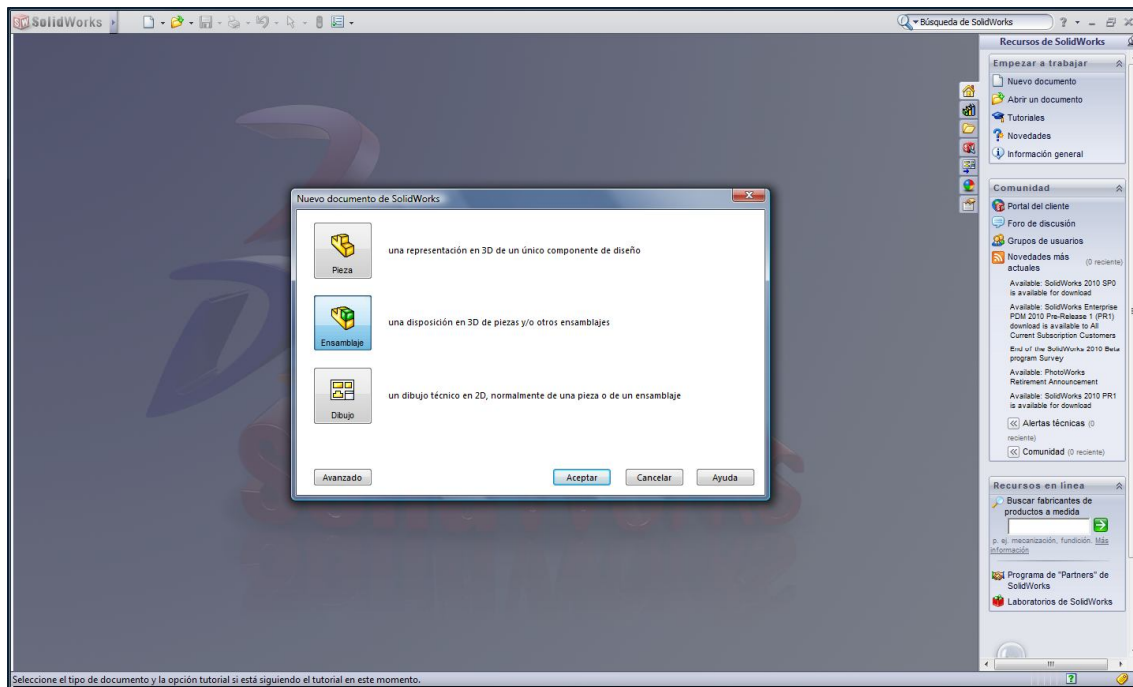 SolidWorks
Búsqueda de SolidWorks
Recursos de SolidWorks
Empezar a trabajar
Nuevo documento
Abrir un documento
Tutoriales
Novedades
Información general
Comunidad
Portal del cliente
Foro de discusión
Grupos de usuarios
Novedades más
actuales (0 reciente)
Available: SolidWorks 2010 SP0
is available for download
Available: SolidWorks Enterprise
PDM 2010 Pre-Release 1 (PR1)
download is available to All
Current Subscription Customers
End of the SolidWorks 2010 Beta
program Survey
Available: PhotoWorks
Retirement Announcement
Available: SolidWorks 2010 PR1
is available for download
Alertas técnicas (0
reciente)
Comunidad (0 reciente)
Recursos en línea
Buscar fabricantes de
productos a medida
p. ej. mecanización, fundición. Más
información
Programa de "Partners" de
SolidWorks
Laboratorios de SolidWorks
Nuevo documento de SolidWorks
Pieza
una representación en 3D de un único componente de diseño
Ensamblaje
una disposición en 3D de piezas y/o otros ensamblajes
Dibujo
un dibujo técnico en 2D, normalmente de una pieza o de un ensamblaje
Avanzado Aceptar Cancelar Ayuda
SolidWorks
Seleccione el tipo de documento y la opción tutorial si está siguiendo el tutorial en este momento.